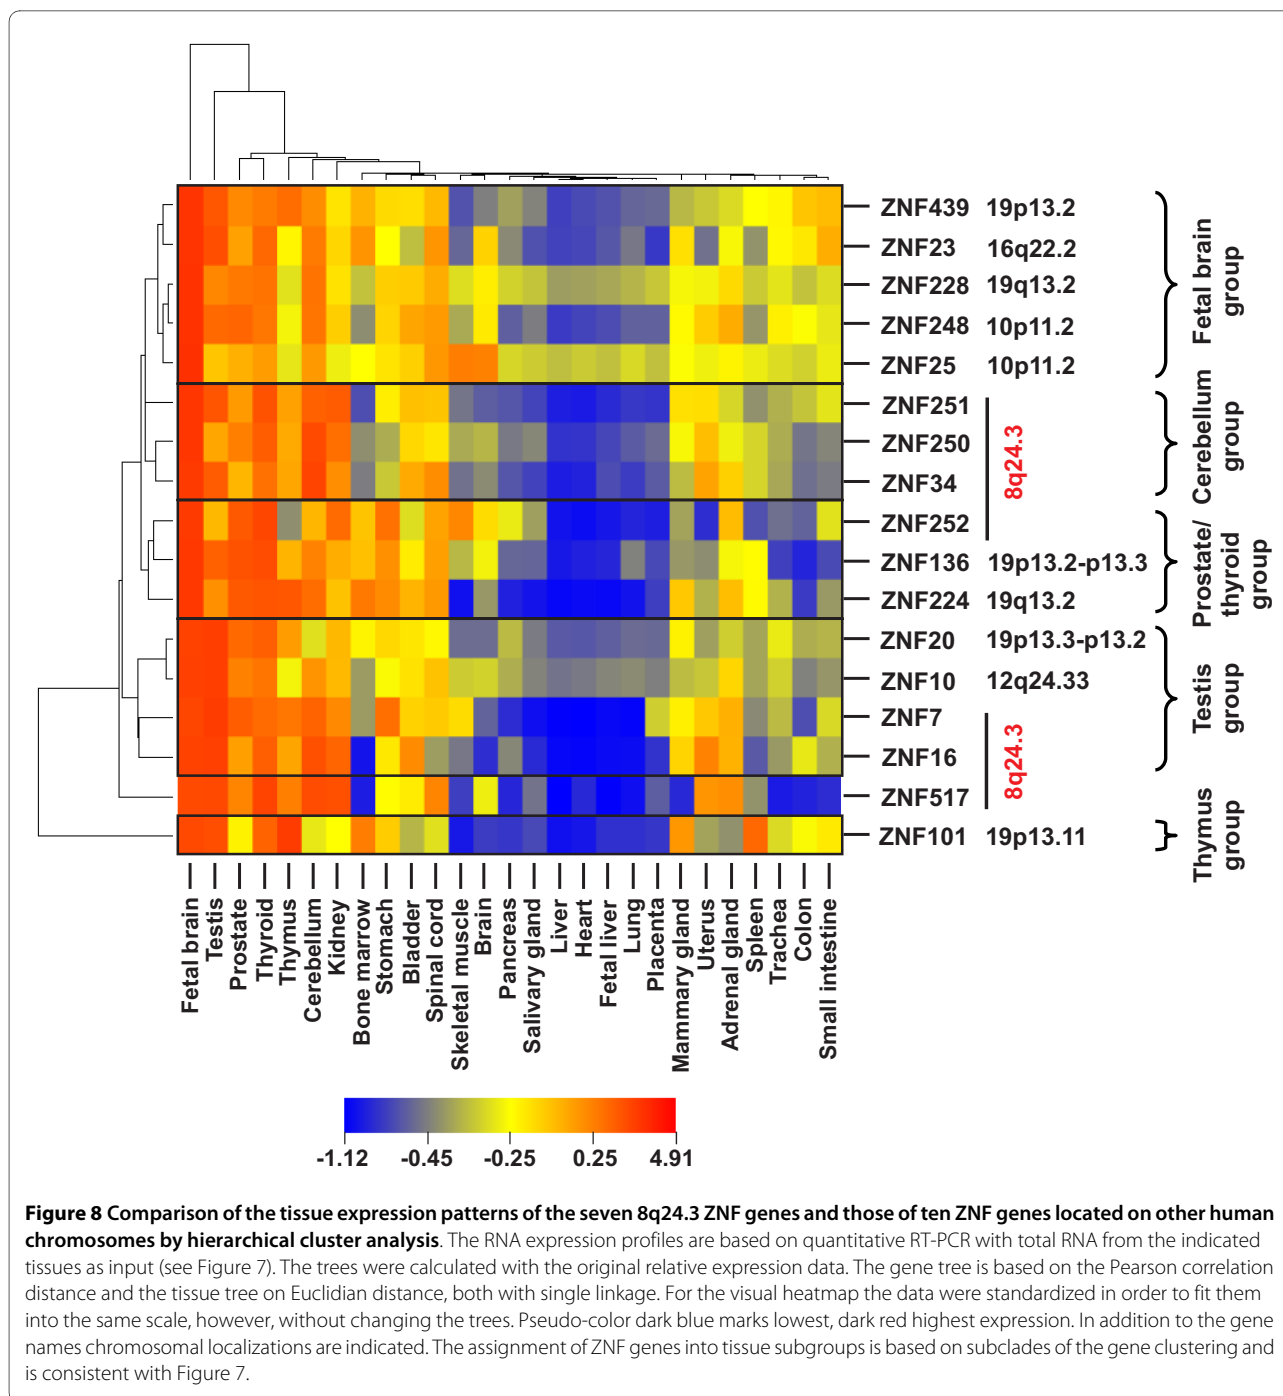 ZNF439 19p13.2
ZNF23 16q22.2
ZNF228 19q13.2
ZNF248 10p11.2
ZNF25 10p11.2
ZNF251
ZNF250
ZNF34
ZNF252
ZNF136 19p13.2-p13.3
ZNF224 19q13.2
ZNF20 19p13.3-p13.2
ZNF10 12q24.33
ZNF7
ZNF16
ZNF517
ZNF101 19p13.11
8q24.3
8q24.3
Fetal brain
group
Cerebellum
group
Prostate/
thyroid
group
Testis
group
Thymus
group
Fetal brain
Testis
Prostate
Thyroid
Thymus
Cerebellum
Kidney
Bone marrow
Stomach
Bladder
Spinal cord
Skeletal muscle
Brain
Pancreas
Salivary gland
Liver
Heart
Fetal liver
Lung
Placenta
Mammary gland
Uterus
Adrenal gland
Spleen
Trachea
Colon
Small intestine
-1.12 -0.45 -0.25 0.25 4.91
Figure 8 Comparison of the tissue expression patterns of the seven 8q24.3 ZNF genes and those of ten ZNF genes located on other human
chromosomes by hierarchical cluster analysis. The RNA expression profiles are based on quantitative RT-PCR with total RNA from the indicated
tissues as input (see Figure 7). The trees were calculated with the original relative expression data. The gene tree is based on the Pearson correlation
distance and the tissue tree on Euclidian distance, both with single linkage. For the visual heatmap the data were standardized in order to fit them
into the same scale, however, without changing the trees. Pseudo-color dark blue marks lowest, dark red highest expression. In addition to the gene
names chromosomal localizations are indicated. The assignment of ZNF genes into tissue subgroups is based on subclades of the gene clustering and
is consistent with Figure 7.